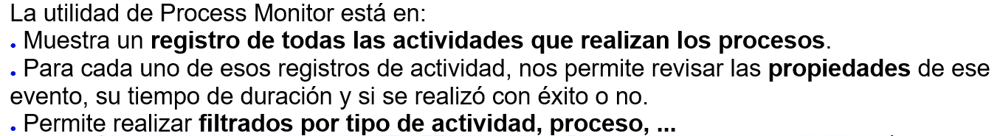 La utilidad de Process Monitor está en:
. Muestra un registro de todas las actividades que realizan los procesos.
. Para cada uno de esos registros de actividad, nos permite revisar las propiedades de ese
evento, su tiempo de duración y si se realizó con éxito o no.
. Permite realizar filtrados por tipo de actividad, proceso, ...